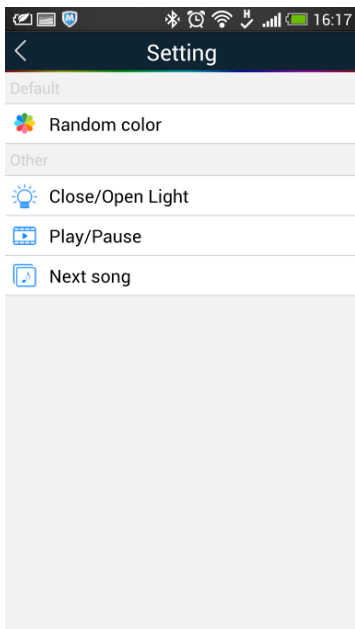 H
16:17
Setting
Default
Random color
Other
Close/Open Light
Play/Pause
Next song